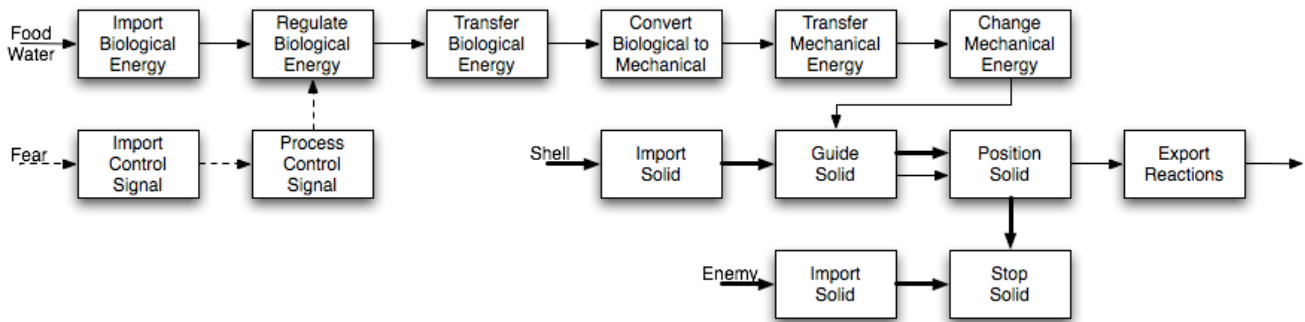 Food
Water
Import
Biological
Energy
Regulate
Biological
Energy
Transfer
Biological
Energy
Convert
Biological to
Mechanical
Transfer
Mechanical
Energy
Change
Mechanical
Energy
Fear
Import
Control
Signal
Process
Control
Signal
Shell
Import
Solid
Guide
Solid
Position
Solid
Export
Reactions
Enemy
Import
Solid
Stop
Solid